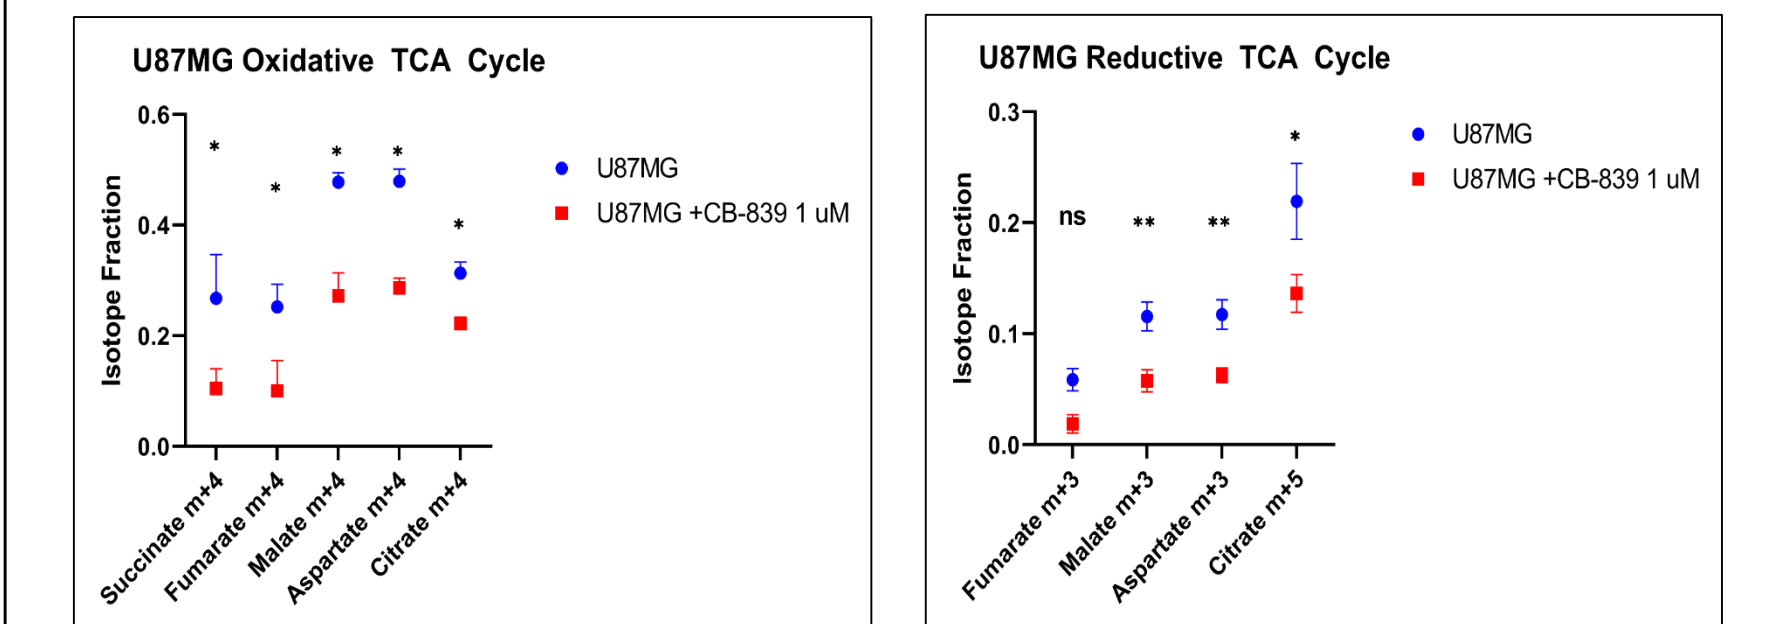 U87MG Oxidative TCA Cycle
Isotope Fraction
0.6
0.4
0.2
0.0
*
*
*
*
*
Succinate m+4
Fumarate m+4
Malate m+4
Aspartate m+4
Citrate m+4
U87MG
U87MG +CB-839 1 uM
U87MG Reductive TCA Cycle
Isotope Fraction
0.3
0.2
0.1
0.0
ns
**
**
*
Fumarate m+3
Malate m+3
Aspartate m+3
Citrate m+5
U87MG
U87MG +CB-839 1 uM